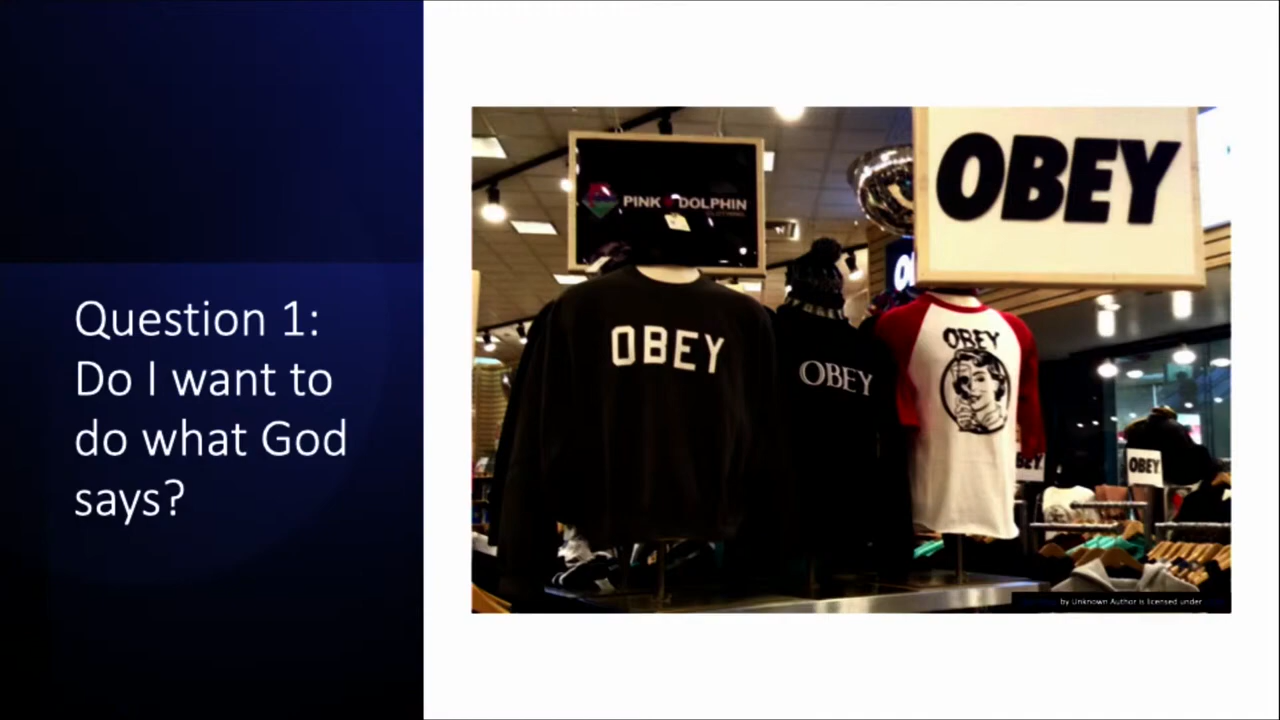 Question 1:
Do I want to
do what God
says?
PINK DOLPHIN
CLOTHING
OBEY
OBEY
OBEY
OBEY
OBEY
by Unknown Author is licensed under